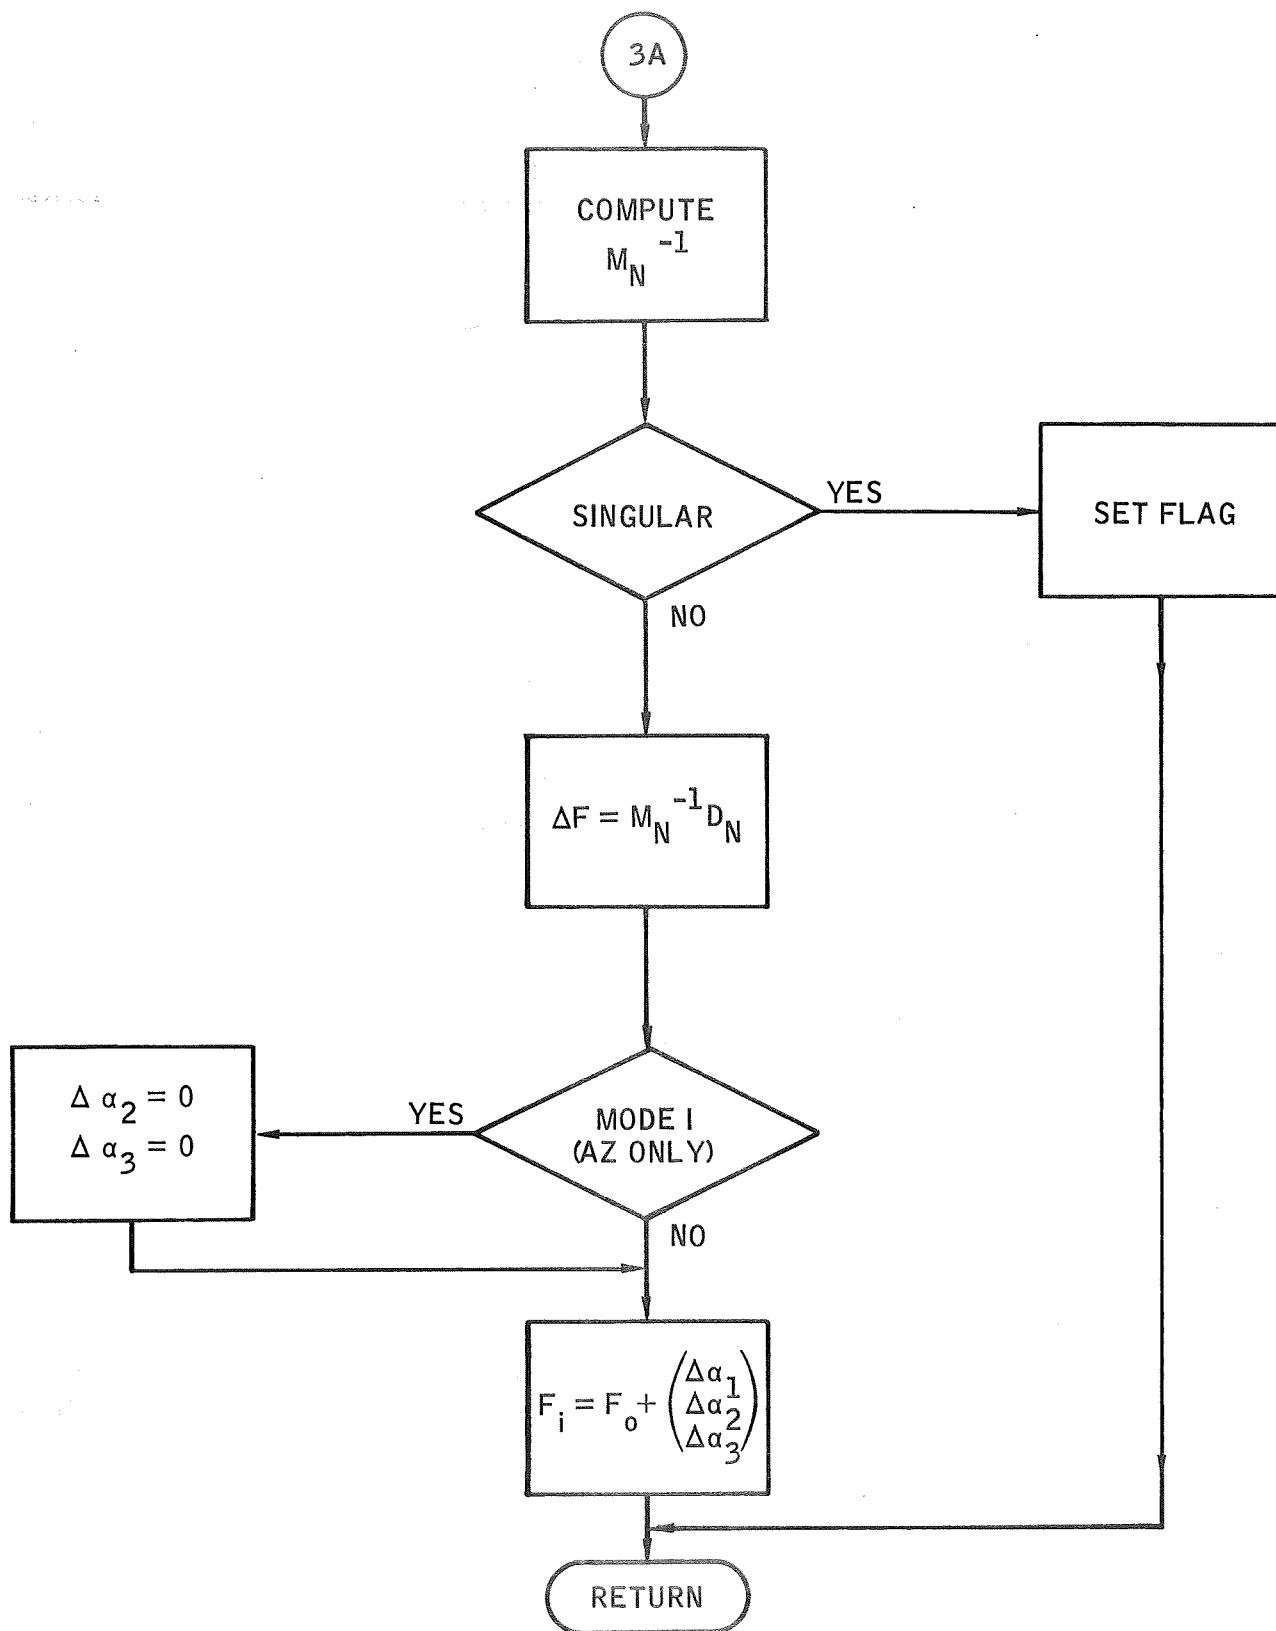 3A
COMPUTE
M_N^-1
SINGULAR
YES
SET FLAG
NO
ΔF = M_N^-1 D_N
MODE I
(AZ ONLY)
YES
Δ α_2 = 0
Δ α_3 = 0
NO
F_i = F_o + (Δα_1
Δα_2
Δα_3)
RETURN